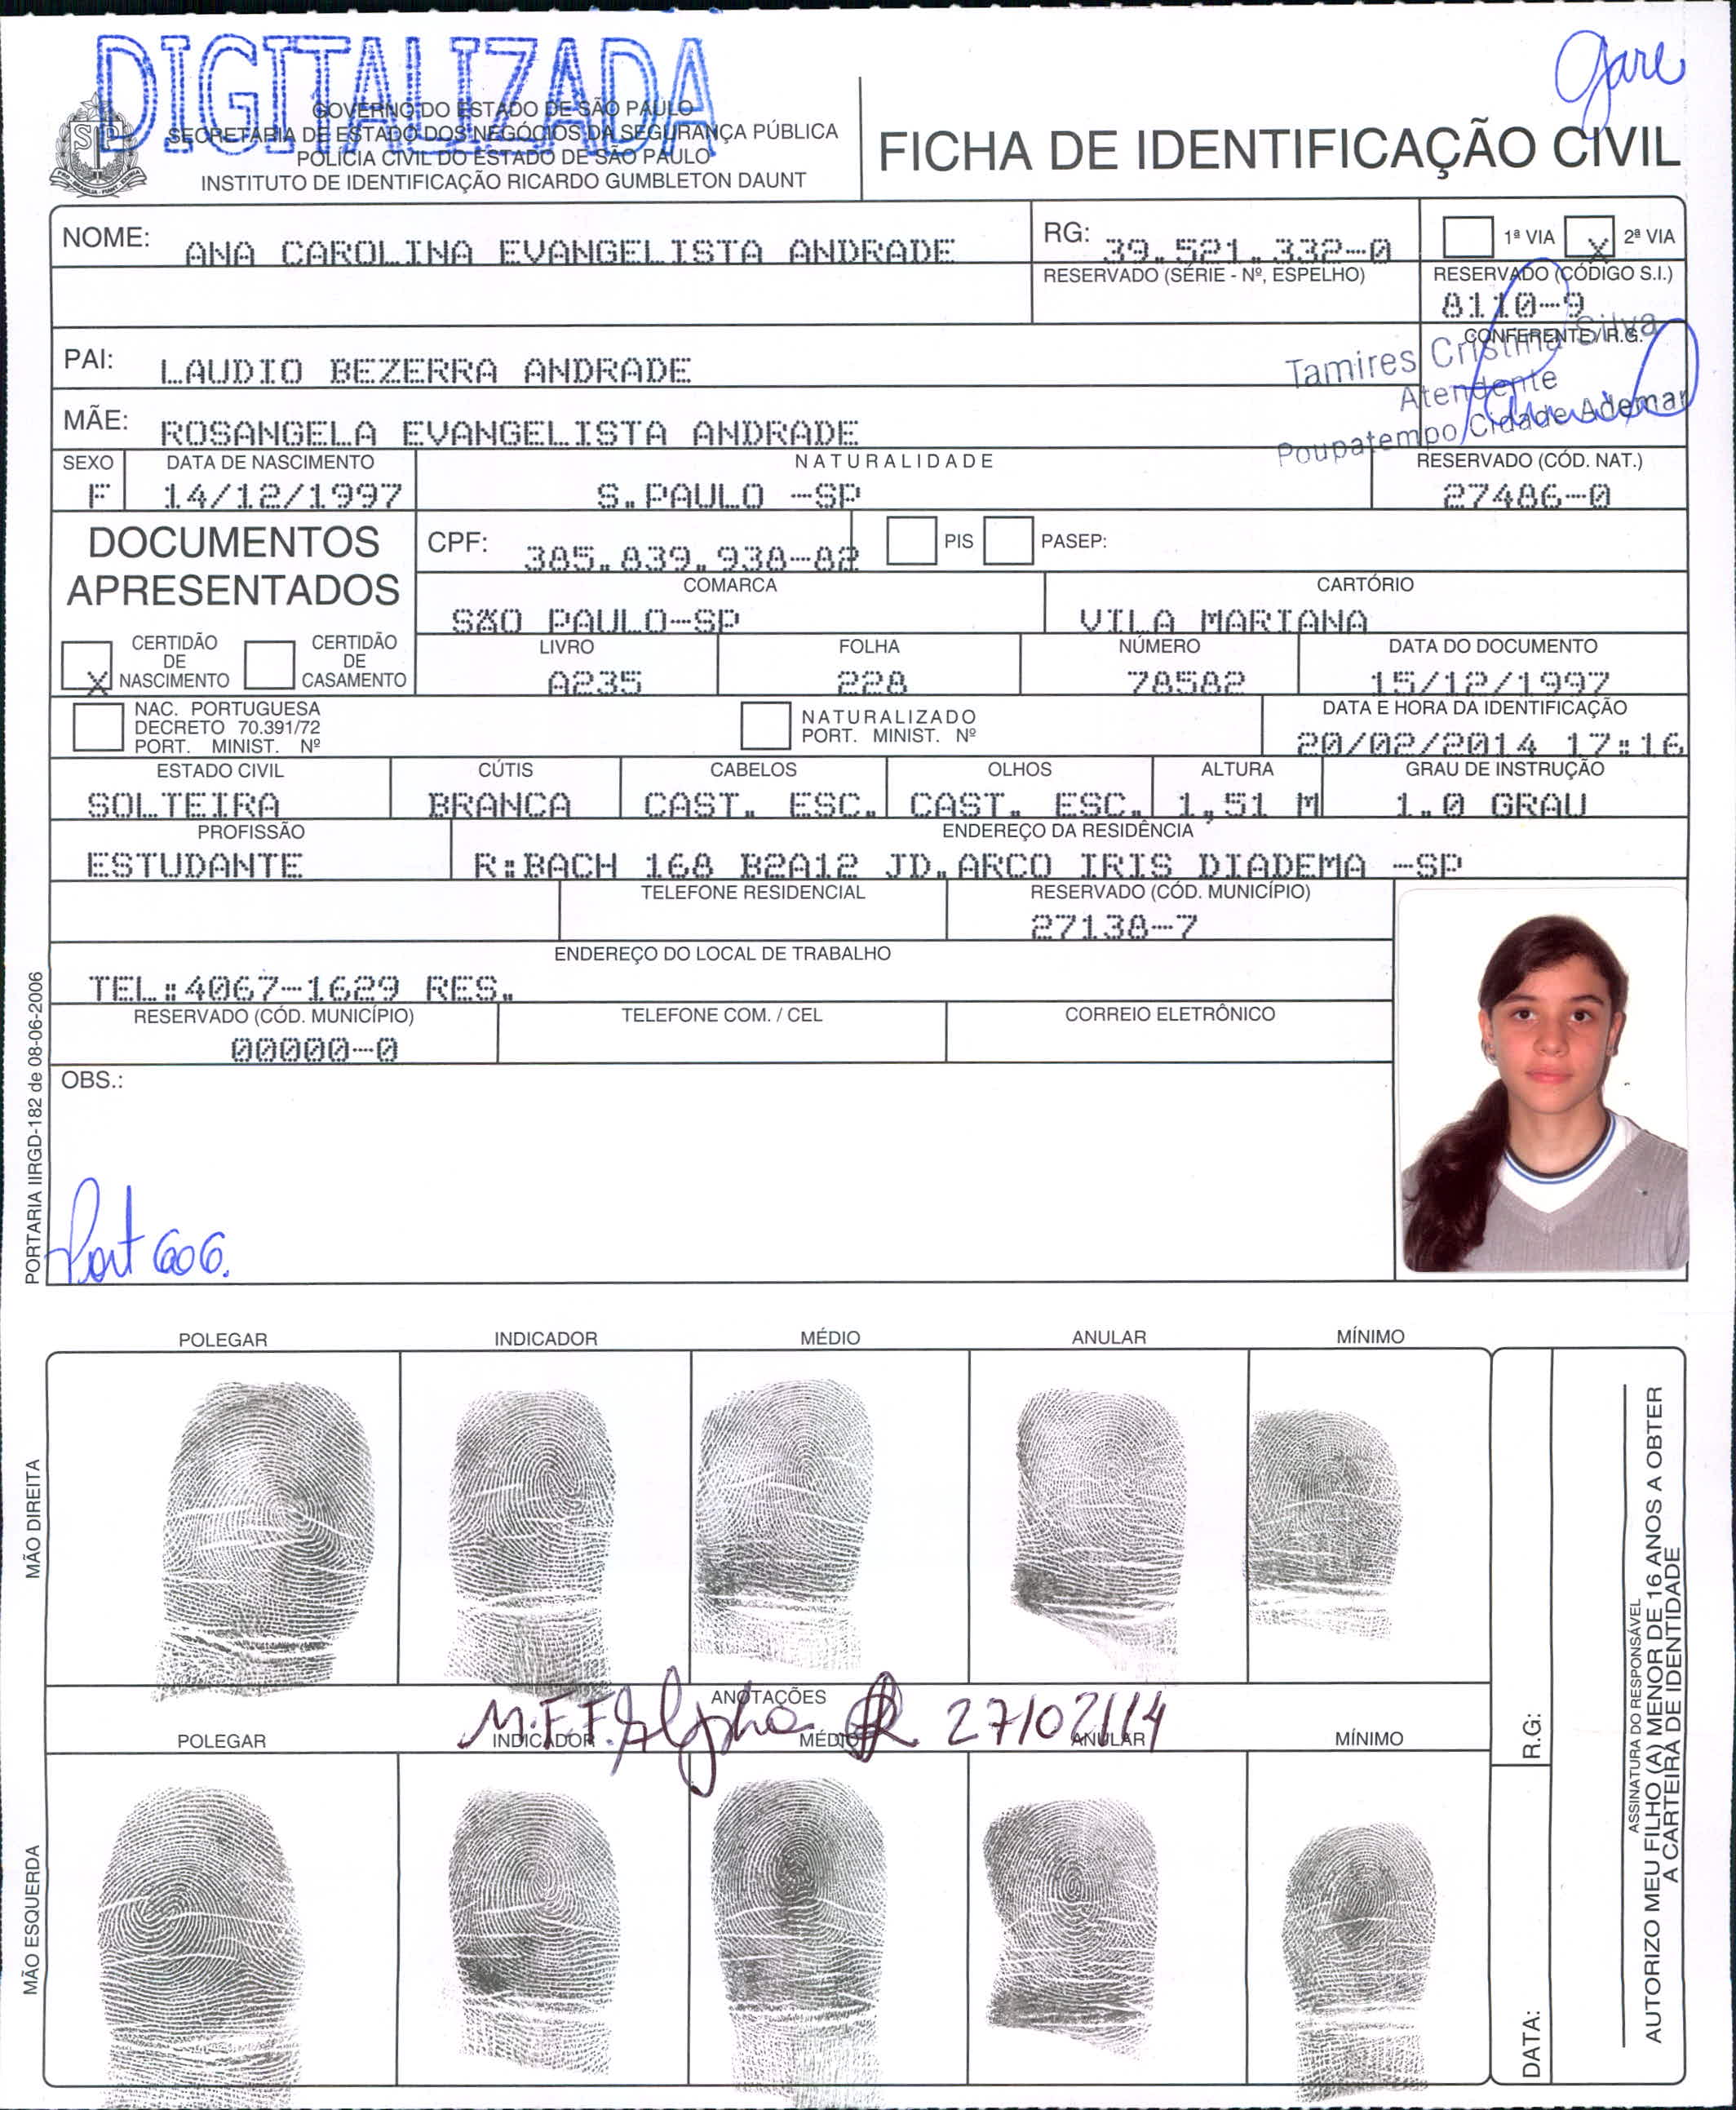 DIGITALIZADA
gare
GOVERNO DO ESTADO DE SÃO PAULO
SECRETARIA DE ESTADO DOS NEGÓCIOS DA SEGURANÇA PÚBLICA
POLÍCIA CIVIL DO ESTADO DE SÃO PAULO
INSTITUTO DE IDENTIFICAÇÃO RICARDO GUMBLETON DAUNT
FICHA DE IDENTIFICAÇÃO CIVIL
NOME: ANA CAROLINA EVANGELISTA ANDRADE
RG: 39.521.332-0
1ª VIA X 2ª VIA
RESERVADO (SÉRIE - Nº, ESPELHO)
RESERVADO (CÓDIGO S.I.)
8110-9
CONFERENTE/R.G.
PAI: LAUDIO BEZERRA ANDRADE
Tamires Cristina Silva
Atendente
Poupatempo Cidade Ademar
MÃE: ROSANGELA EVANGELISTA ANDRADE
SEXO DATA DE NASCIMENTO NATURALIDADE RESERVADO (CÓD. NAT.)
F 14/12/1997 S.PAULO -SP 27486-0
DOCUMENTOS
APRESENTADOS
CPF: 385.839.938-82 PIS PASEP:
COMARCA CARTÓRIO
SÃO PAULO-SP VILA MARIANA
X CERTIDÃO DE NASCIMENTO
CERTIDÃO DE CASAMENTO
LIVRO FOLHA NÚMERO DATA DO DOCUMENTO
A235 228 78582 15/12/1997
NAC. PORTUGUESA
DECRETO 70.391/72
PORT. MINIST. Nº
NATURALIZADO
PORT. MINIST. Nº
DATA E HORA DA IDENTIFICAÇÃO
20/02/2014 17:16
ESTADO CIVIL CÚTIS CABELOS OLHOS ALTURA GRAU DE INSTRUÇÃO
SOLTEIRA BRANCA CAST. ESC. CAST. ESC. 1,51 M 1.0 GRAU
PROFISSÃO ENDEREÇO DA RESIDÊNCIA
ESTUDANTE R:BACH 168 B2A12 JD.ARCO IRIS DIADEMA -SP
TELEFONE RESIDENCIAL RESERVADO (CÓD. MUNICÍPIO)
27138-7
ENDEREÇO DO LOCAL DE TRABALHO
TEL:4067-1629 RES.
RESERVADO (CÓD. MUNICÍPIO) TELEFONE COM. / CEL CORREIO ELETRÔNICO
00000-0
OBS.:
Port 606.
PORTARIA IIRGD-182 de 08-06-2006
POLEGAR INDICADOR MÉDIO ANULAR MÍNIMO
MÃO DIREITA
ANOTAÇÕES
27/02/14
POLEGAR INDICADOR MÉDIO ANULAR MÍNIMO
MÃO ESQUERDA
R.G:
DATA:
ASSINATURA DO RESPONSÁVEL
AUTORIZO MEU FILHO (A) MENOR DE 16 ANOS A OBTER
A CARTEIRA DE IDENTIDADE